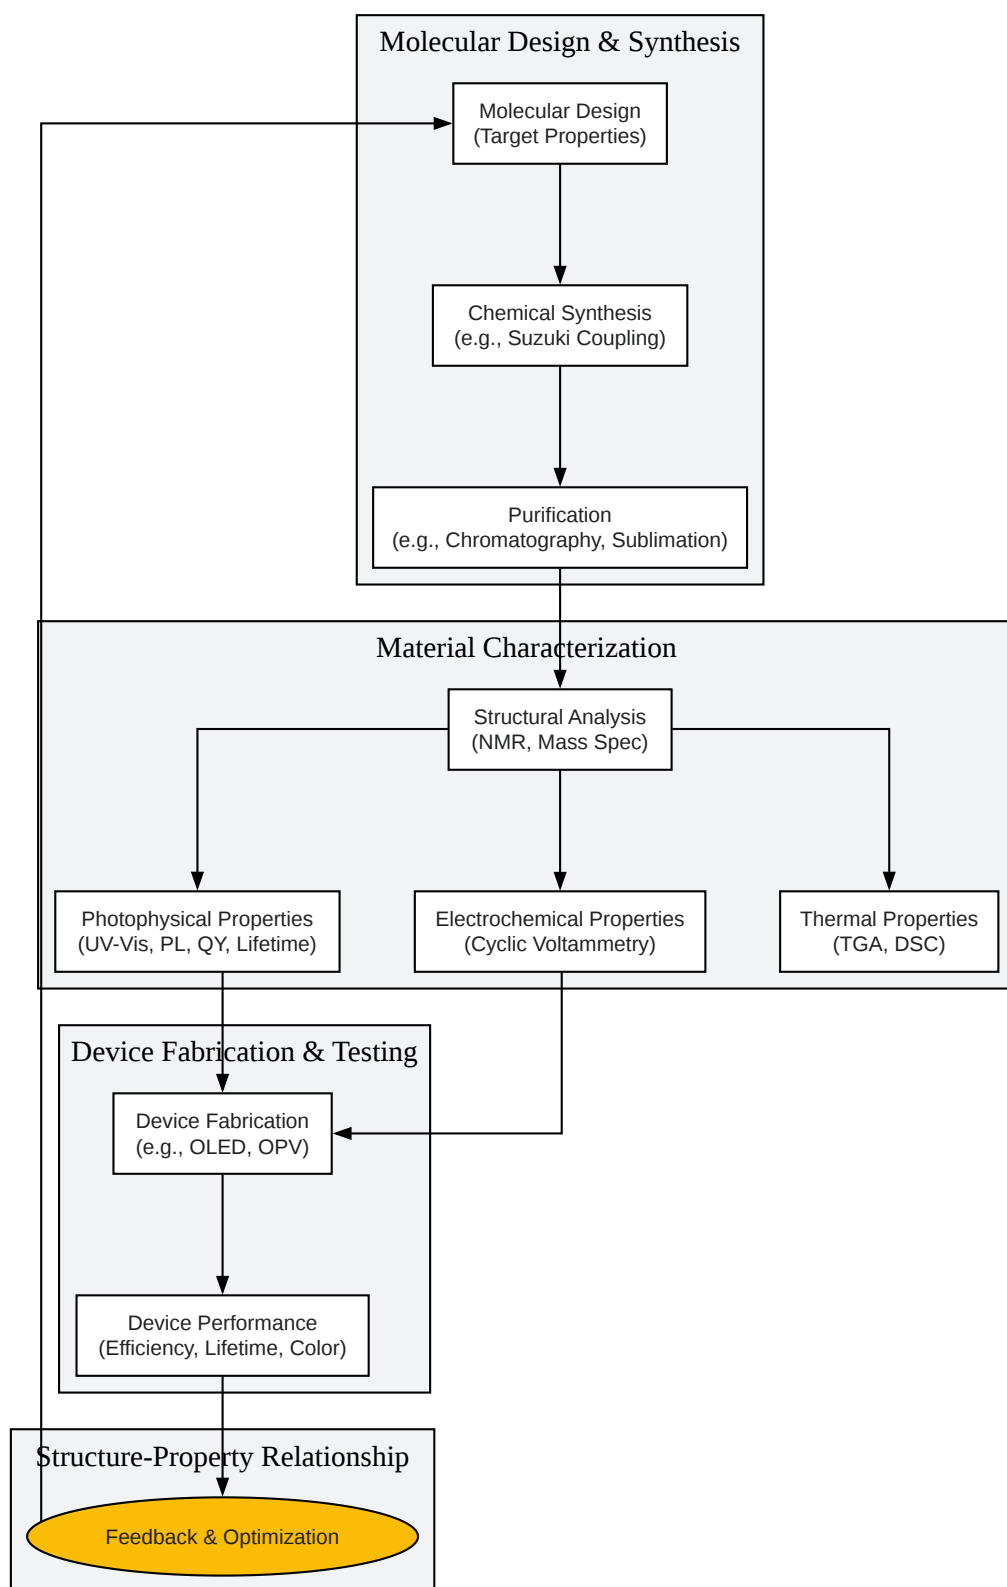 Molecular Design & Synthesis
Molecular Design
(Target Properties)
Chemical Synthesis
(e.g., Suzuki Coupling)
Purification
(e.g., Chromatography, Sublimation)
Material Characterization
Structural Analysis
(NMR, Mass Spec)
Photophysical Properties
(UV-Vis, PL, QY, Lifetime)
Electrochemical Properties
(Cyclic Voltammetry)
Thermal Properties
(TGA, DSC)
Device Fabrication & Testing
Device Fabrication
(e.g., OLED, OPV)
Device Performance
(Efficiency, Lifetime, Color)
Structure-Property Relationship
Feedback & Optimization